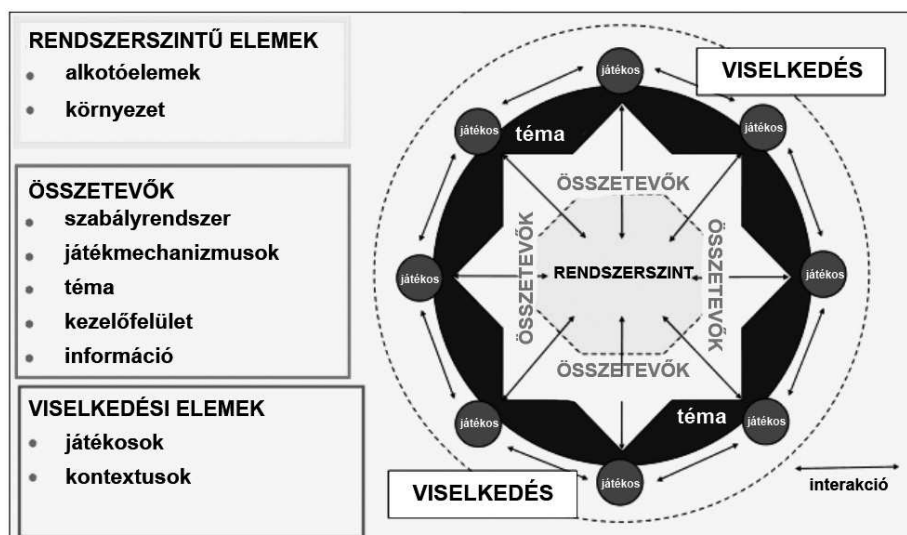 RENDSZERSZINTŰ ELEMEK
alkotóelemek
környezet
ÖSSZETEVŐK
szabályrendszer
játékmechanizmusok
téma
kezelőfelület
információ
VISELKEDÉSI ELEMEK
játékosok
kontextusok
játékos
VISELKEDÉS
játékos
téma
játékos
ÖSSZETEVŐK
ÖSSZETEVŐK
ÖSSZETEVŐK
játékos
RENDSZERSZINT
játékos
ÖSSZETEVŐK
téma
játékos
játékos
játékos
VISELKEDÉS
interakció